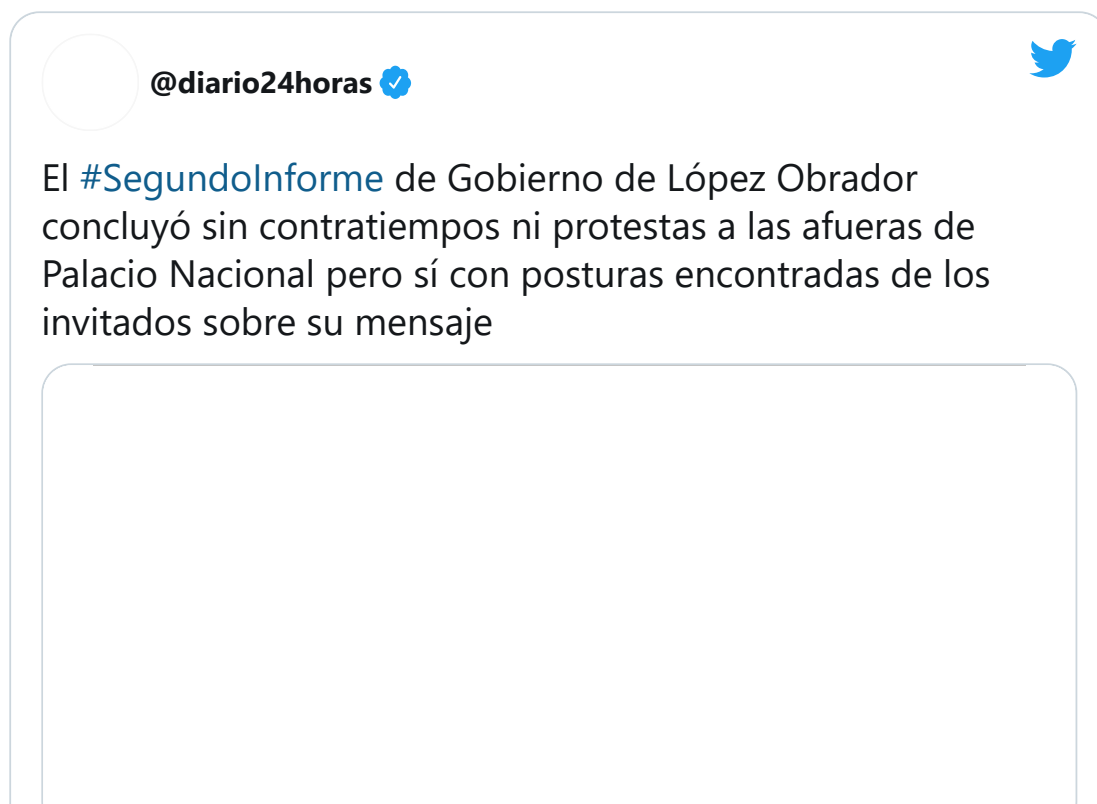 @diario24horas
El #SegundoInforme de Gobierno de López Obrador
concluyó sin contratiempos ni protestas a las afueras de
Palacio Nacional pero sí con posturas encontradas de los
invitados sobre su mensaje